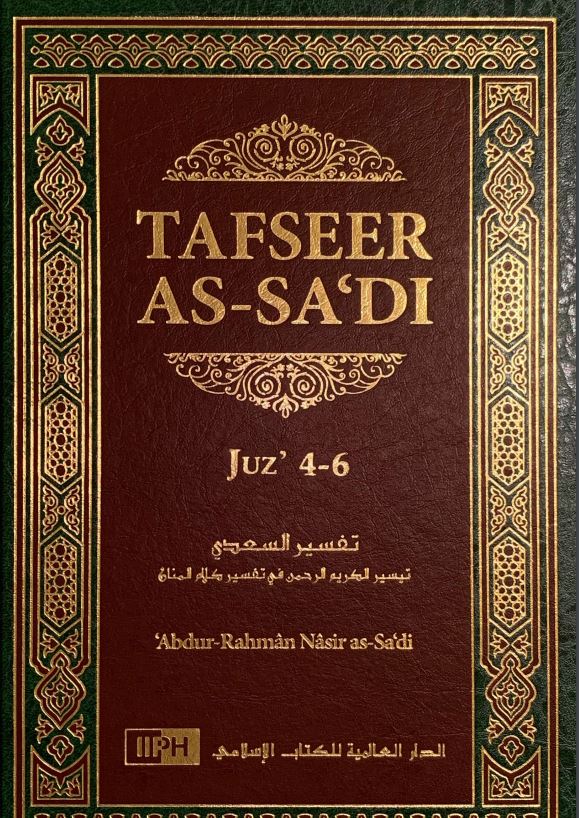 TAFSEER
AS-SA‘DI
Juz’ 4-6
تفسير السعدي
تيسير الكريم الرحمن في تفسير كلام المنان
‘Abdur-Rahmân Nâsir as-Sa‘di
IIPH
الدار العالمية للكتاب الإسلامي